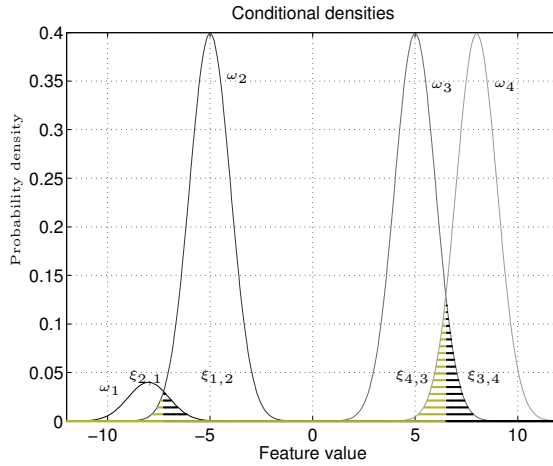 Conditional densities
0.4
0.35
0.3
0.25
0.2
0.15
0.1
0.05
0
Probability density
ω2
ω3
ω4
ω1
ξ2,1
ξ1,2
ξ4,3
ξ3,4
−10
−5
0
5
10
Feature value